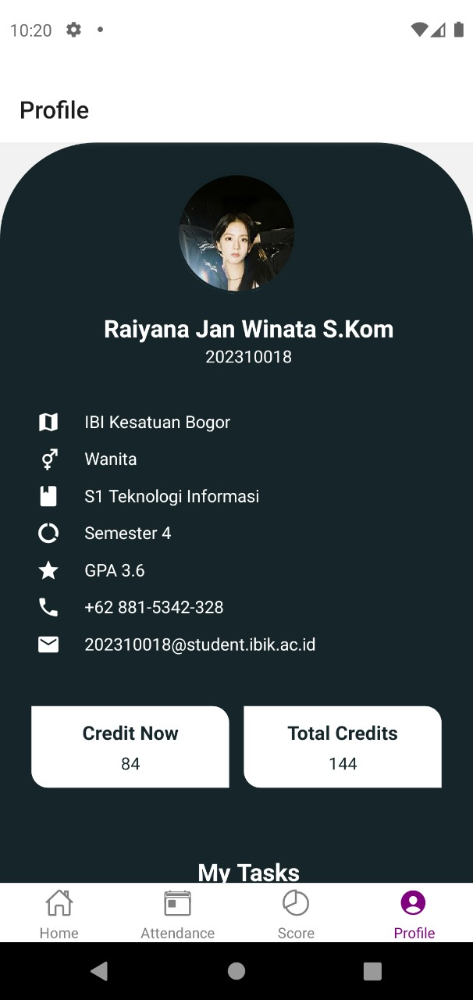 10:20
Profile
Raiyana Jan Winata S.Kom
202310018
IBI Kesatuan Bogor
Wanita
S1 Teknologi Informasi
Semester 4
GPA 3.6
+62 881-5342-328
202310018@student.ibik.ac.id
Credit Now
84
Total Credits
144
My Tasks
Home
Attendance
Score
Profile